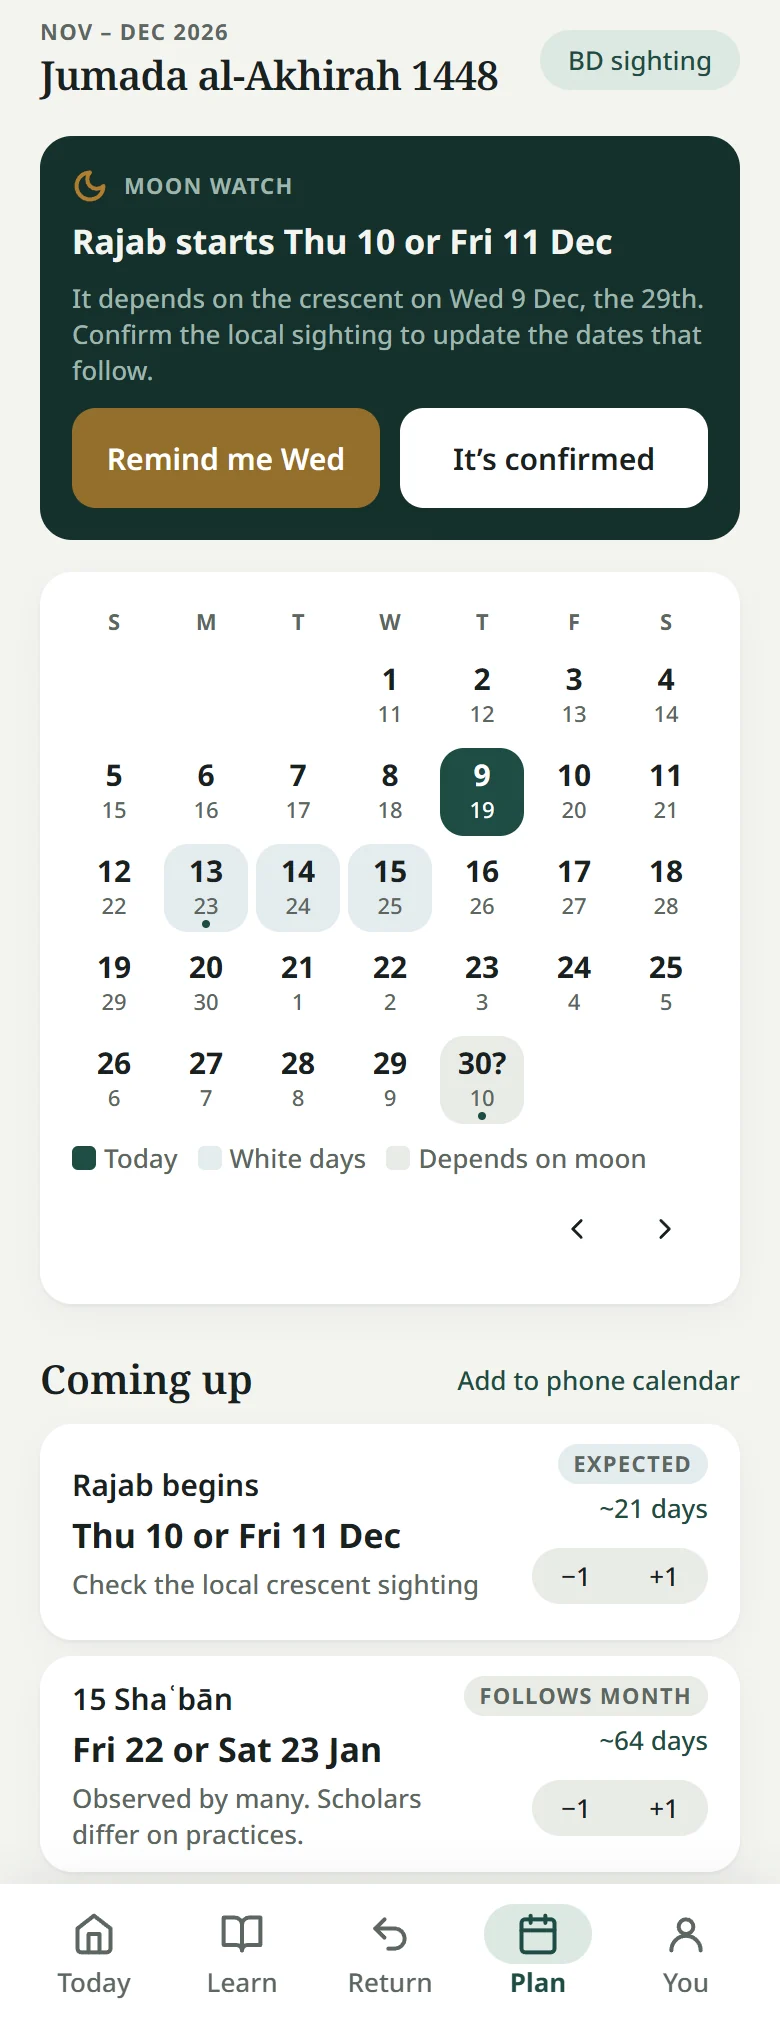 NOV – DEC 2026
Jumada al-Akhirah 1448
BD sighting
MOON WATCH
Rajab starts Thu 10 or Fri 11 Dec
It depends on the crescent on Wed 9 Dec, the 29th.
Confirm the local sighting to update the dates that
follow.
Remind me Wed
It’s confirmed
S M T W T F S
1 2 3 4
11 12 13 14
5 6 7 8 9 10 11
15 16 17 18 19 20 21
12 13 14 15 16 17 18
22 23 24 25 26 27 28
19 20 21 22 23 24 25
29 30 1 2 3 4 5
26 27 28 29 30?
6 7 8 9 10
Today White days Depends on moon
Coming up
Add to phone calendar
EXPECTED
Rajab begins
~21 days
Thu 10 or Fri 11 Dec
−1 +1
Check the local crescent sighting
15 Shaʿbān
FOLLOWS MONTH
~64 days
Fri 22 or Sat 23 Jan
−1 +1
Observed by many. Scholars
differ on practices.
Today Learn Return Plan You